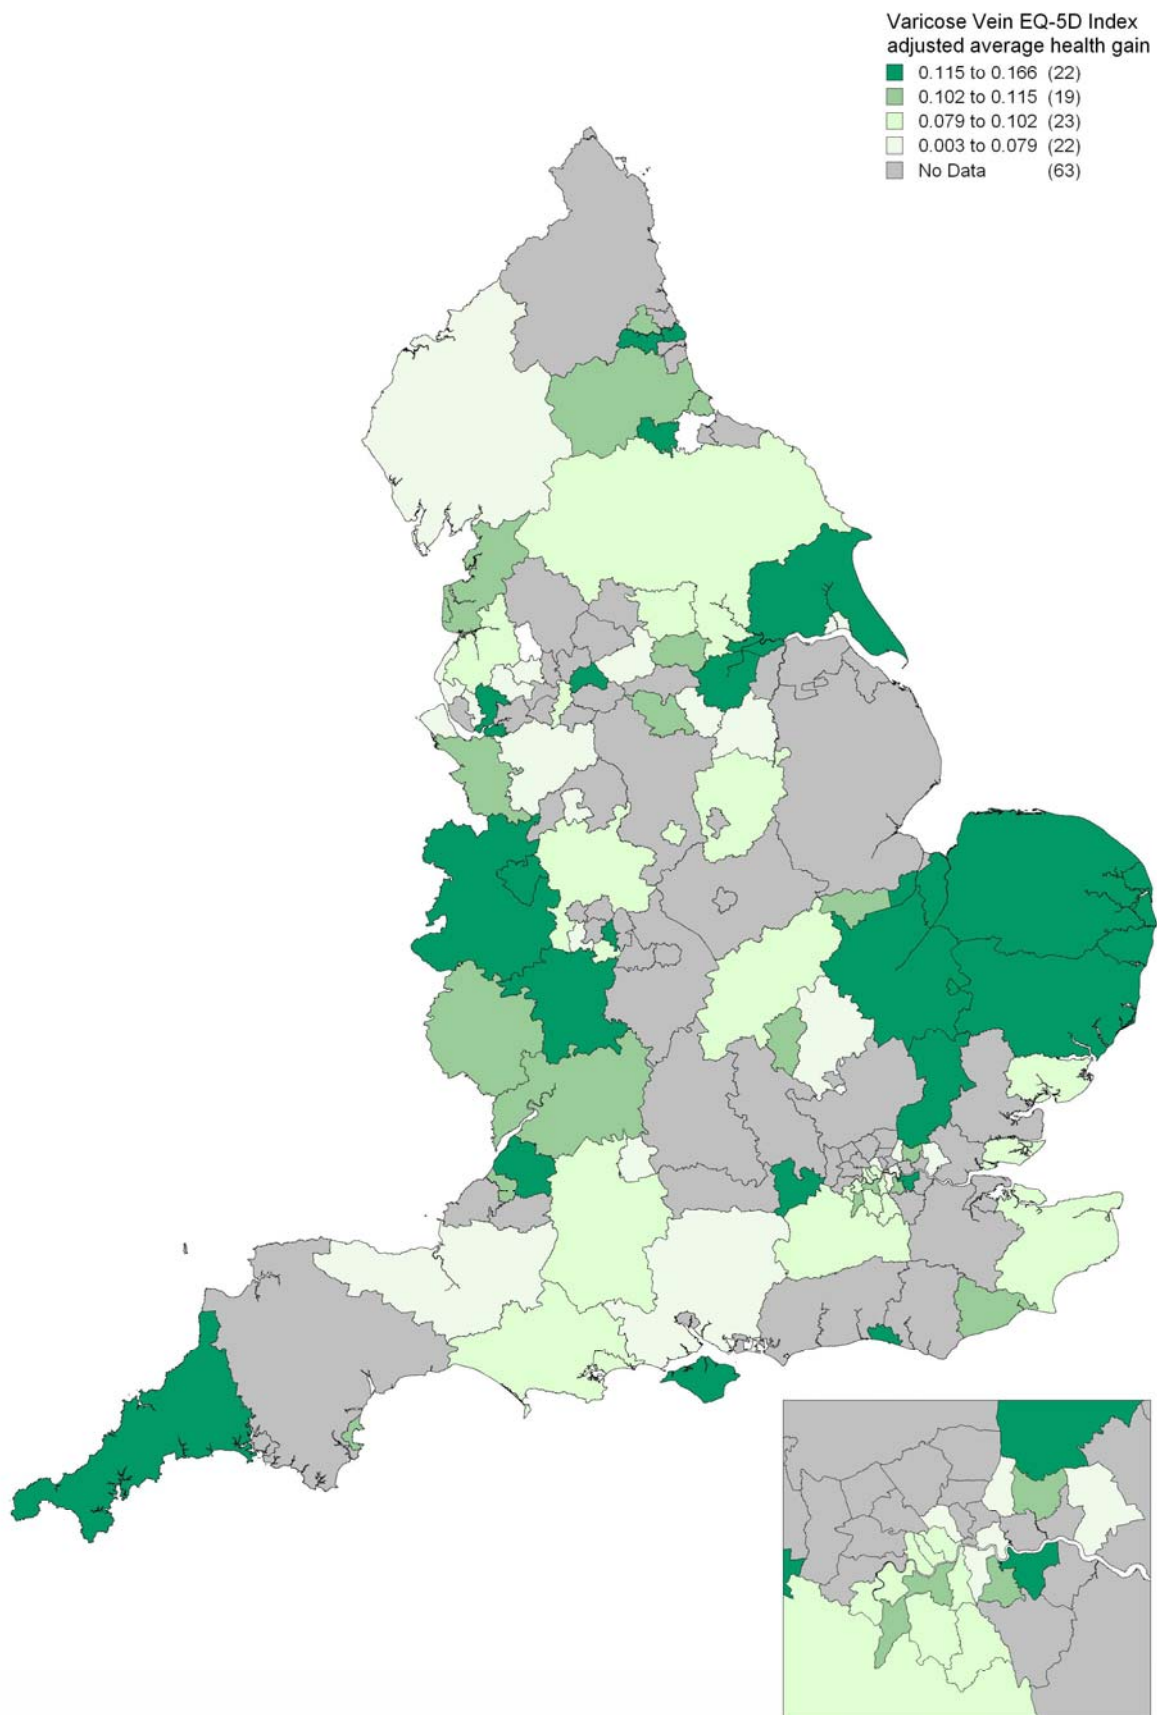 Varicose Vein EQ-5D Index
adjusted average health gain
0.115 to 0.166 (22)
0.102 to 0.115 (19)
0.079 to 0.102 (23)
0.003 to 0.079 (22)
No Data (63)